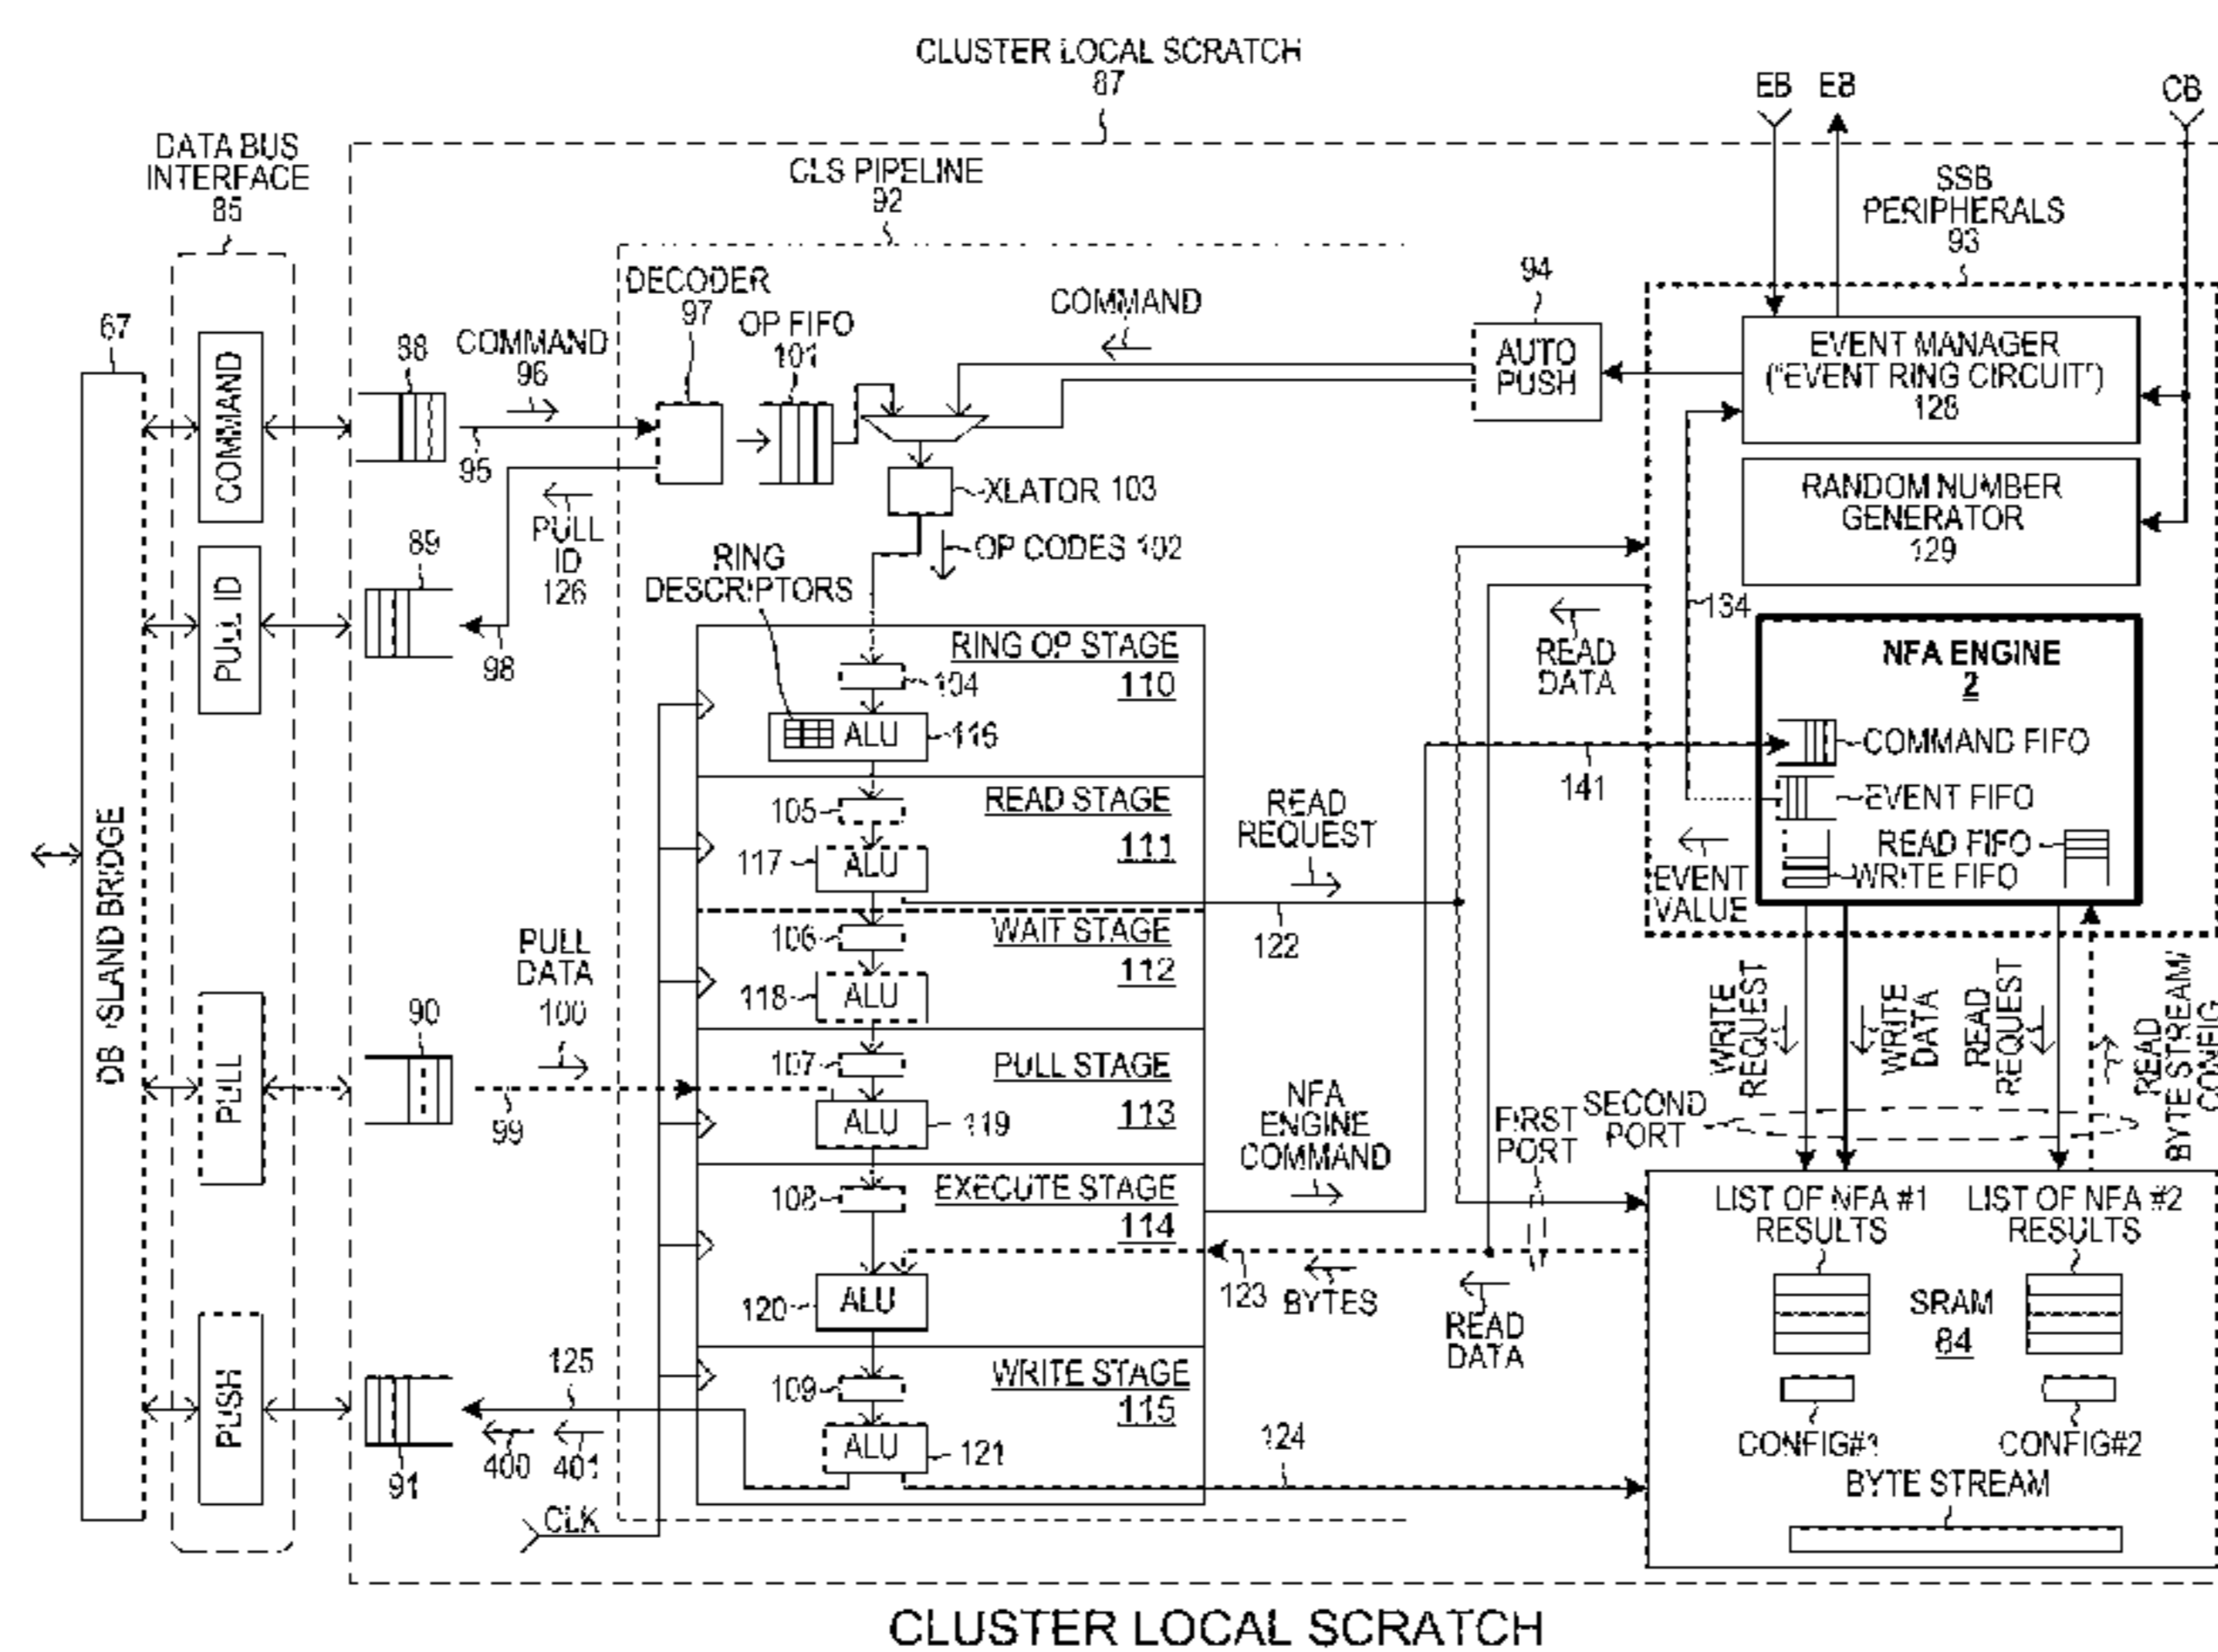 CLUSTER LOCAL SCRATCH
87
EB
EB
CB
DATA BUS
INTERFACE
85
CLS PIPELINE
92
SSB
PERIPHERALS
93
67
COMMAND
88
COMMAND
96
95
DECODER
97
OP FIFO
101
COMMAND
94
AUTO
PUSH
EVENT MANAGER
("EVENT RING CIRCUIT")
128
RANDOM NUMBER
GENERATOR
129
XLATOR 103
OP CODES 102
PULL ID
89
PULL
ID
126
98
RING
DESCRIPTORS
READ
DATA
134
NFA ENGINE
2
COMMAND FIFO
EVENT FIFO
READ FIFO
WRITE FIFO
EVENT
VALUE
141
RING OP STAGE
110
104
ALU
116
READ STAGE
111
105
117
ALU
READ
REQUEST
122
WAIT STAGE
112
106
118
ALU
DB ISLAND BRIDGE
PULL
90
PULL
DATA
100
99
PULL STAGE
113
107
ALU
119
NFA
ENGINE
COMMAND
FIRST
PORT
SECOND
PORT
WRITE
REQUEST
WRITE
DATA
READ
REQUEST
READ
BYTE STREAM/
CONFIG
EXECUTE STAGE
114
108
120
ALU
123
BYTES
READ
DATA
LIST OF NFA #1
RESULTS
LIST OF NFA #2
RESULTS
SRAM
84
CONFIG#1
CONFIG#2
BYTE STREAM
PUSH
91
125
400
401
WRITE STAGE
115
109
ALU
121
124
CLK
CLUSTER LOCAL SCRATCH